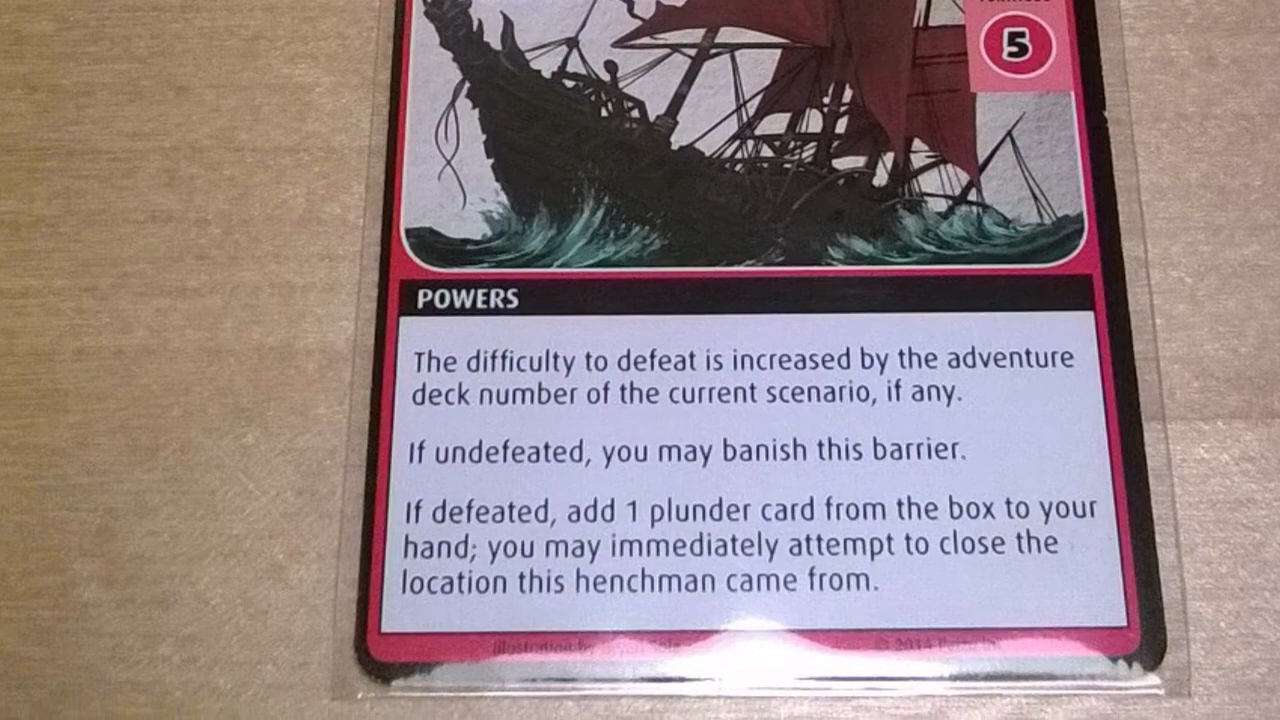 5
POWERS
The difficulty to defeat is increased by the adventure
deck number of the current scenario, if any.
If undefeated, you may banish this barrier.
If defeated, add 1 plunder card from the box to your
hand; you may immediately attempt to close the
location this henchman came from.
Illustration by
© 2014